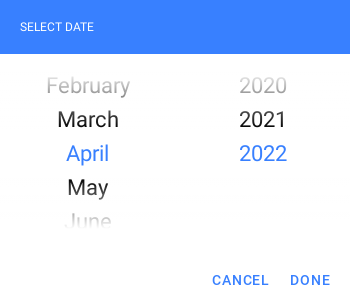 SELECT DATE
February 2020
March 2021
April 2022
May
June
CANCEL DONE